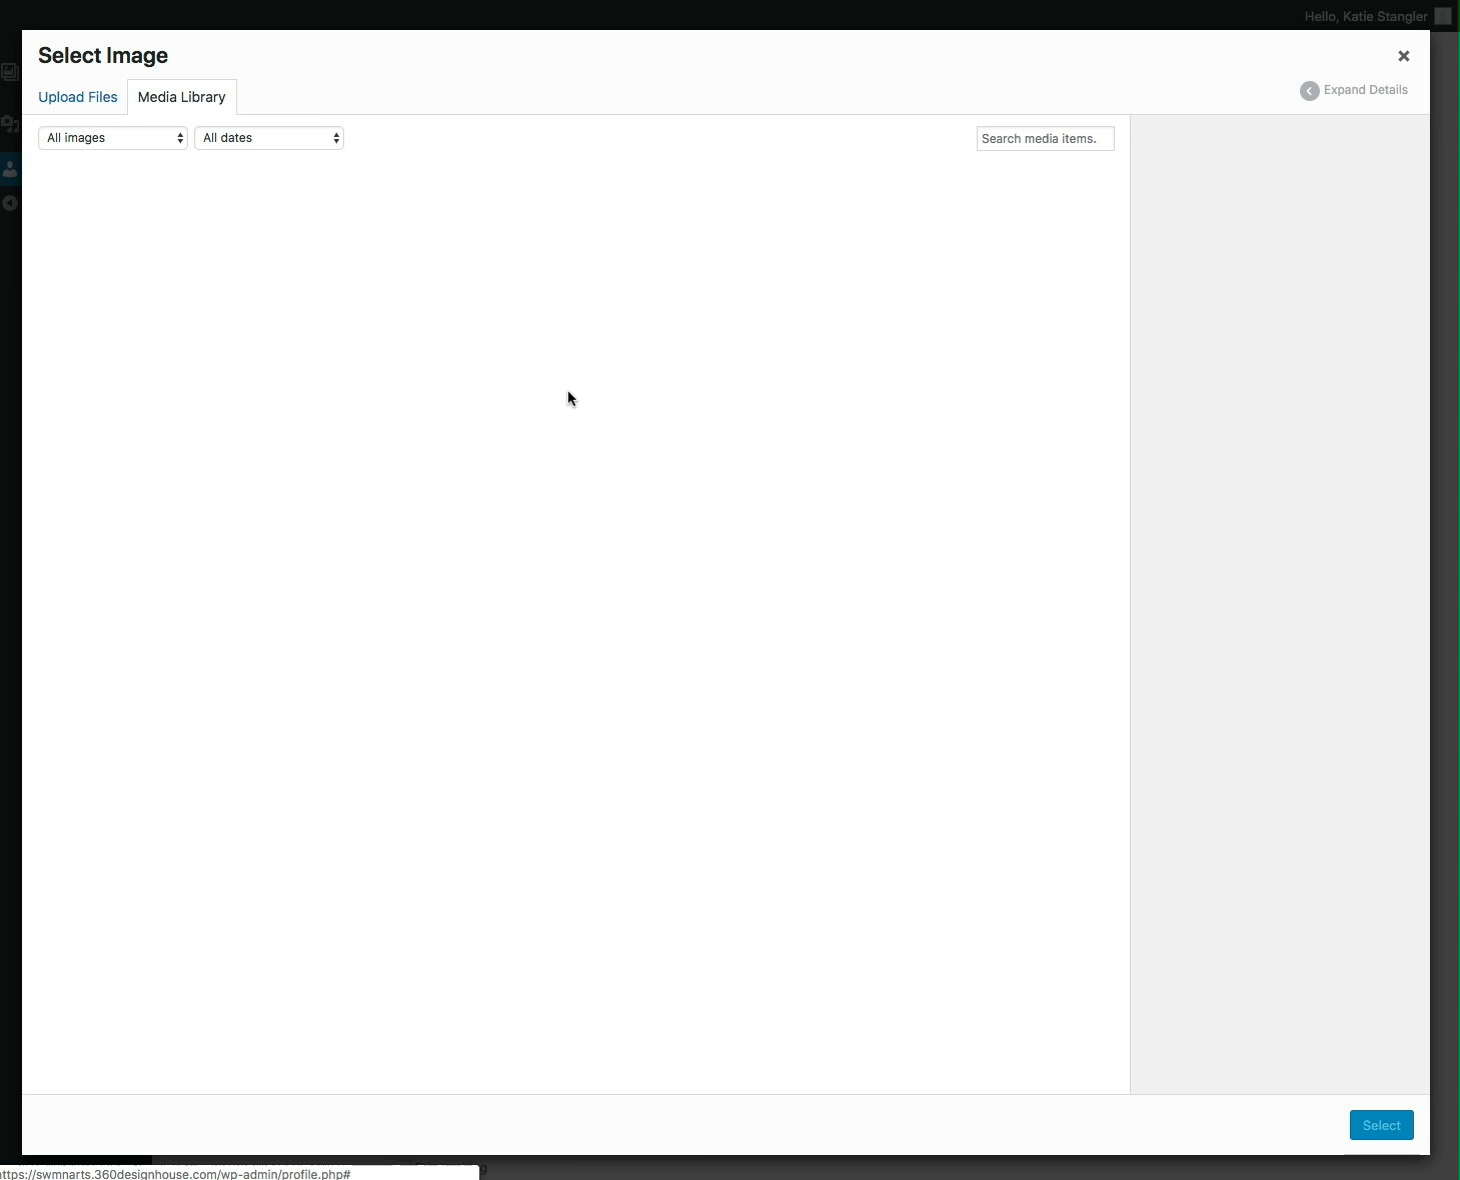 Hello, Katie Stangler
Select Image
Upload Files
Media Library
Expand Details
All images
All dates
Search media items.
Select
https://swmnarts.360designhouse.com/wp-admin/profile.php#